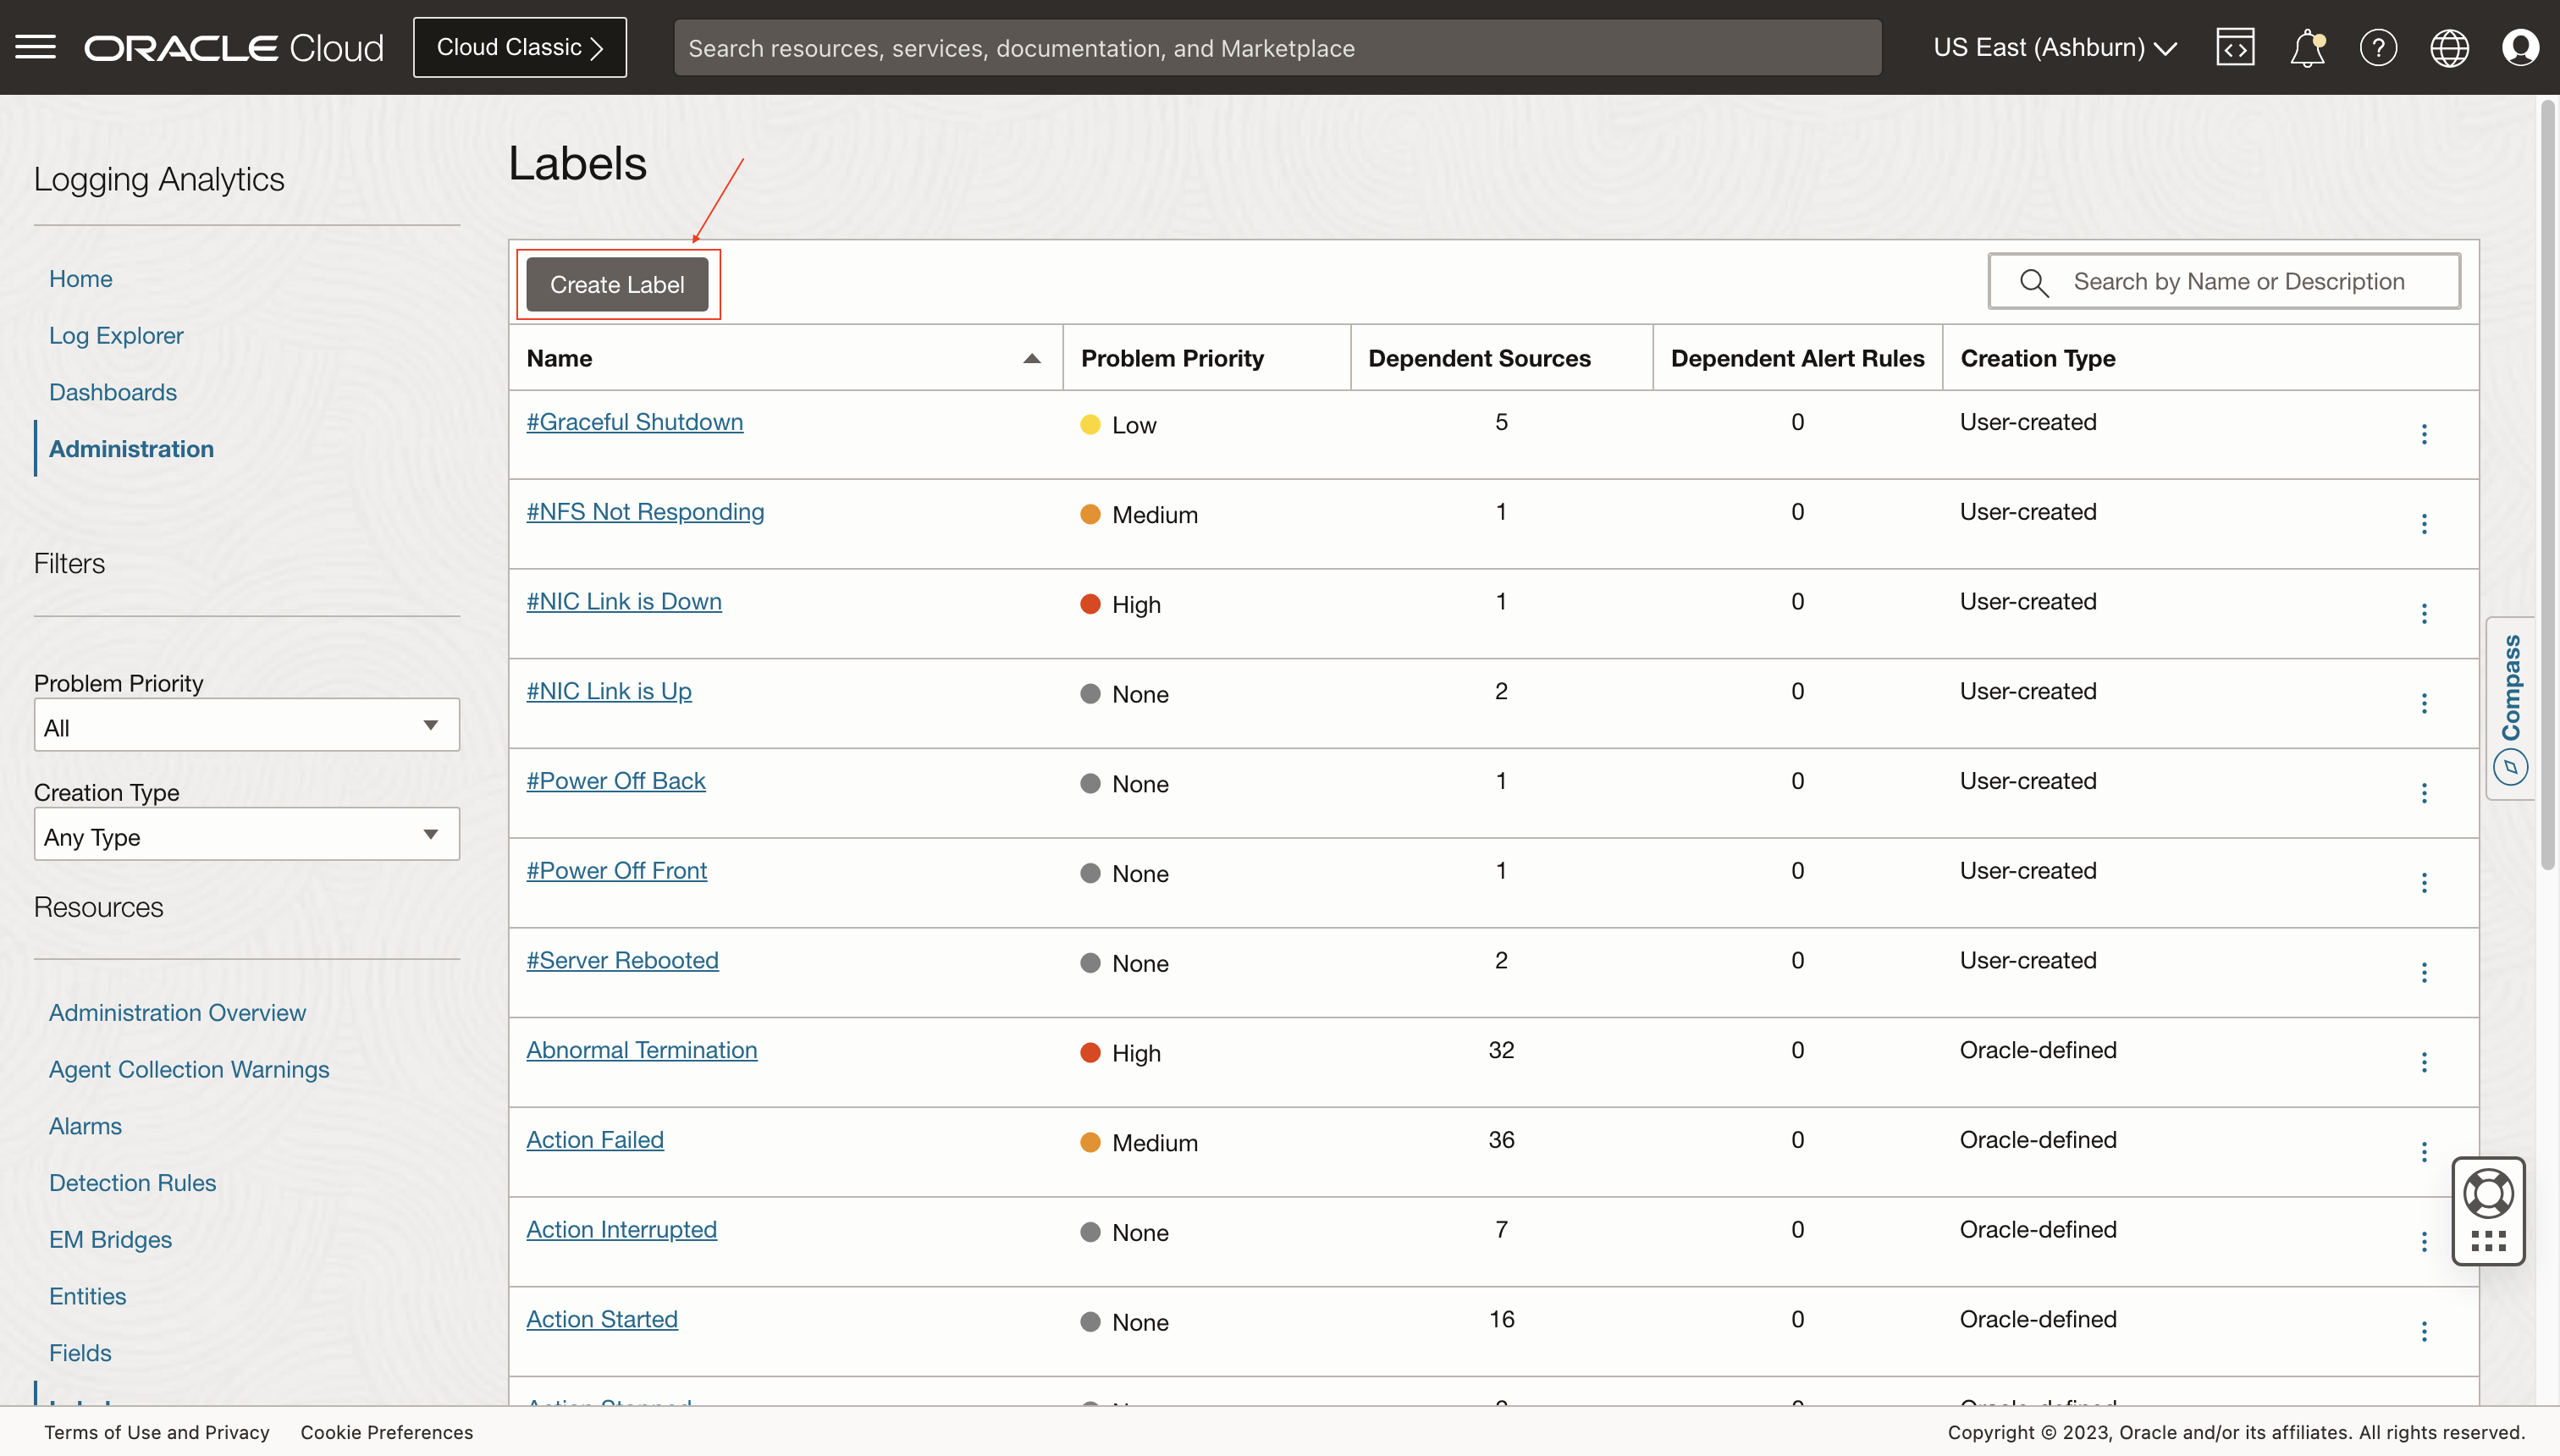 ORACLE Cloud
Cloud Classic
Search resources, services, documentation, and Marketplace
US East (Ashburn)
Logging Analytics
Home
Log Explorer
Dashboards
Administration
Filters
Problem Priority
All
Creation Type
Any Type
Resources
Administration Overview
Agent Collection Warnings
Alarms
Detection Rules
EM Bridges
Entities
Fields
Labels
Create Label
Search by Name or Description
Name Problem Priority Dependent Sources Dependent Alert Rules Creation Type
#Graceful Shutdown Low 5 0 User-created
#NFS Not Responding Medium 1 0 User-created
#NIC Link is Down High 1 0 User-created
#NIC Link is Up None 2 0 User-created
#Power Off Back None 1 0 User-created
#Power Off Front None 1 0 User-created
#Server Rebooted None 2 0 User-created
Abnormal Termination High 32 0 Oracle-defined
Action Failed Medium 36 0 Oracle-defined
Action Interrupted None 7 0 Oracle-defined
Action Started None 16 0 Oracle-defined
Compass
Terms of Use and Privacy Cookie Preferences
Copyright © 2023, Oracle and/or its affiliates. All rights reserved.